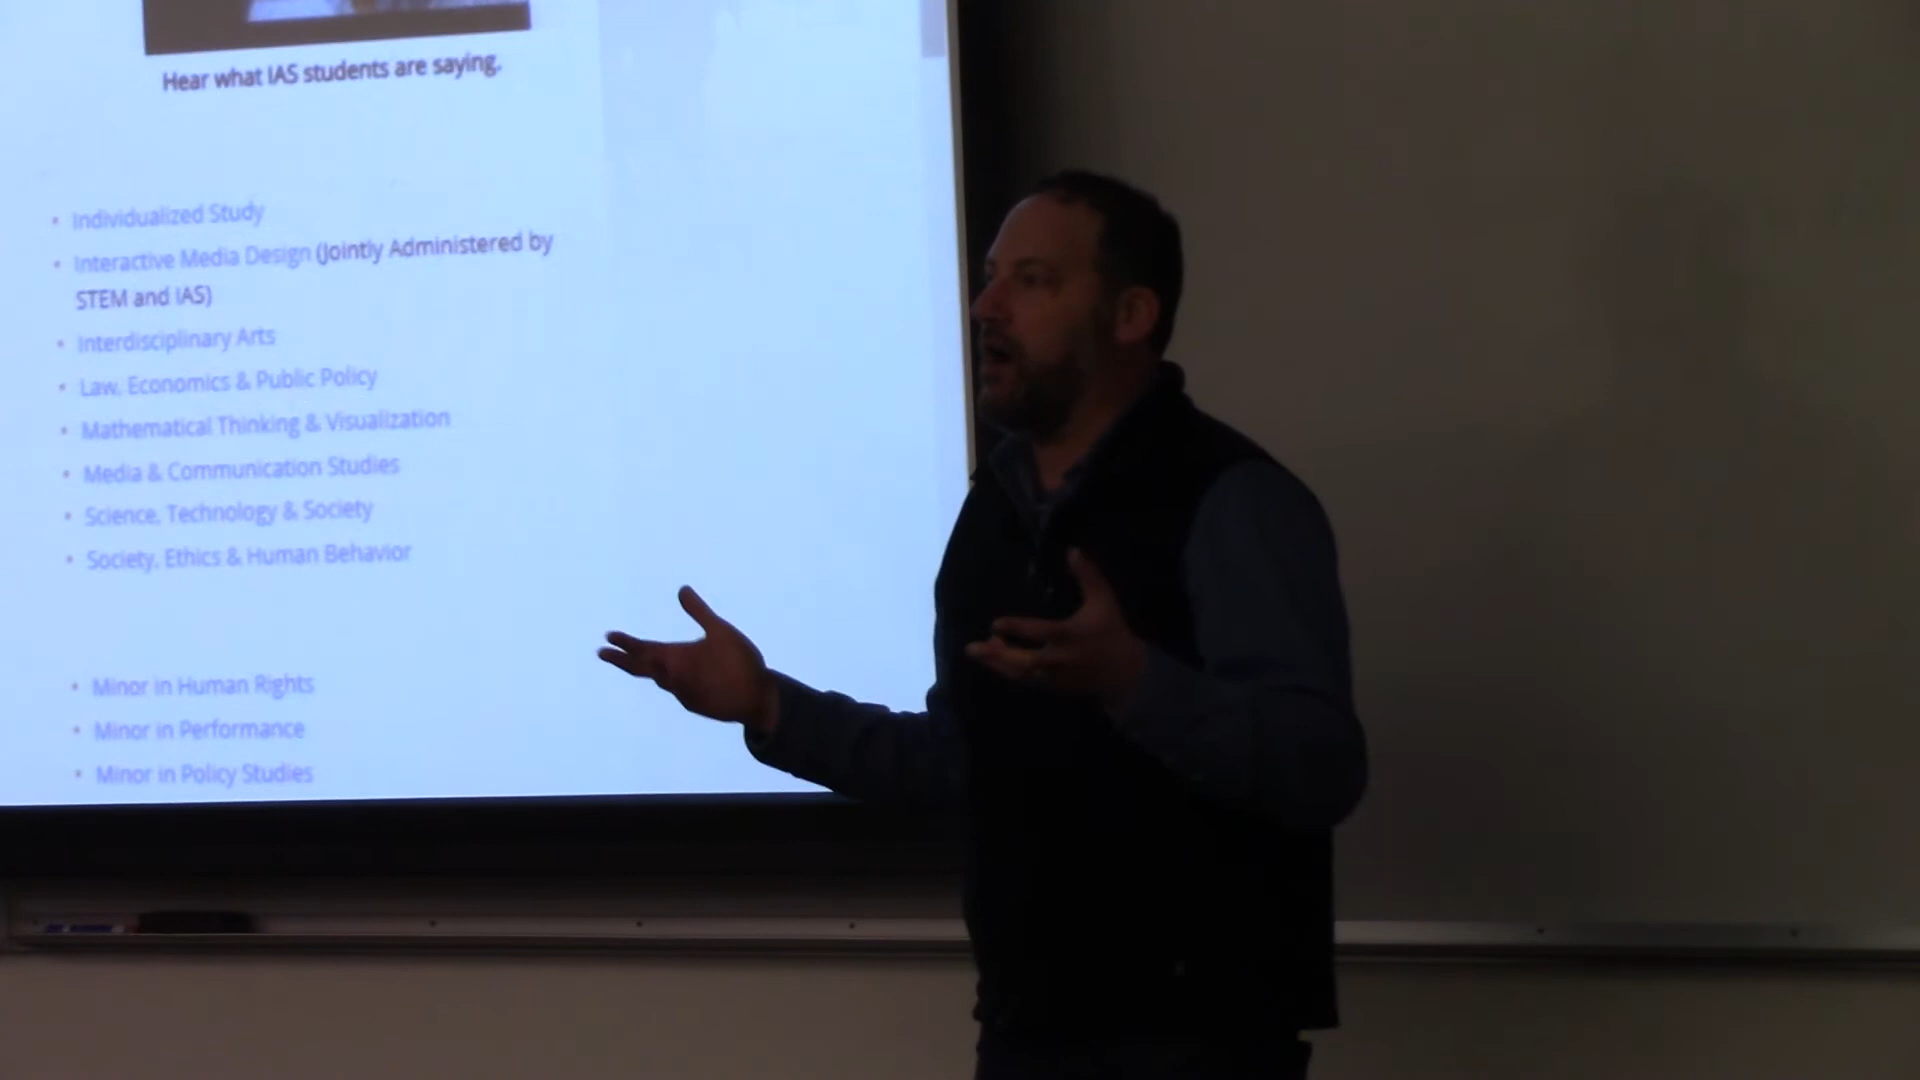 Hear what IAS students are saying.
• Individualized Study
• Interactive Media Design (Jointly Administered by
STEM and IAS)
• Interdisciplinary Arts
• Law, Economics & Public Policy
• Mathematical Thinking & Visualization
• Media & Communication Studies
• Science, Technology & Society
• Society, Ethics & Human Behavior
• Minor in Human Rights
• Minor in Performance
• Minor in Policy Studies